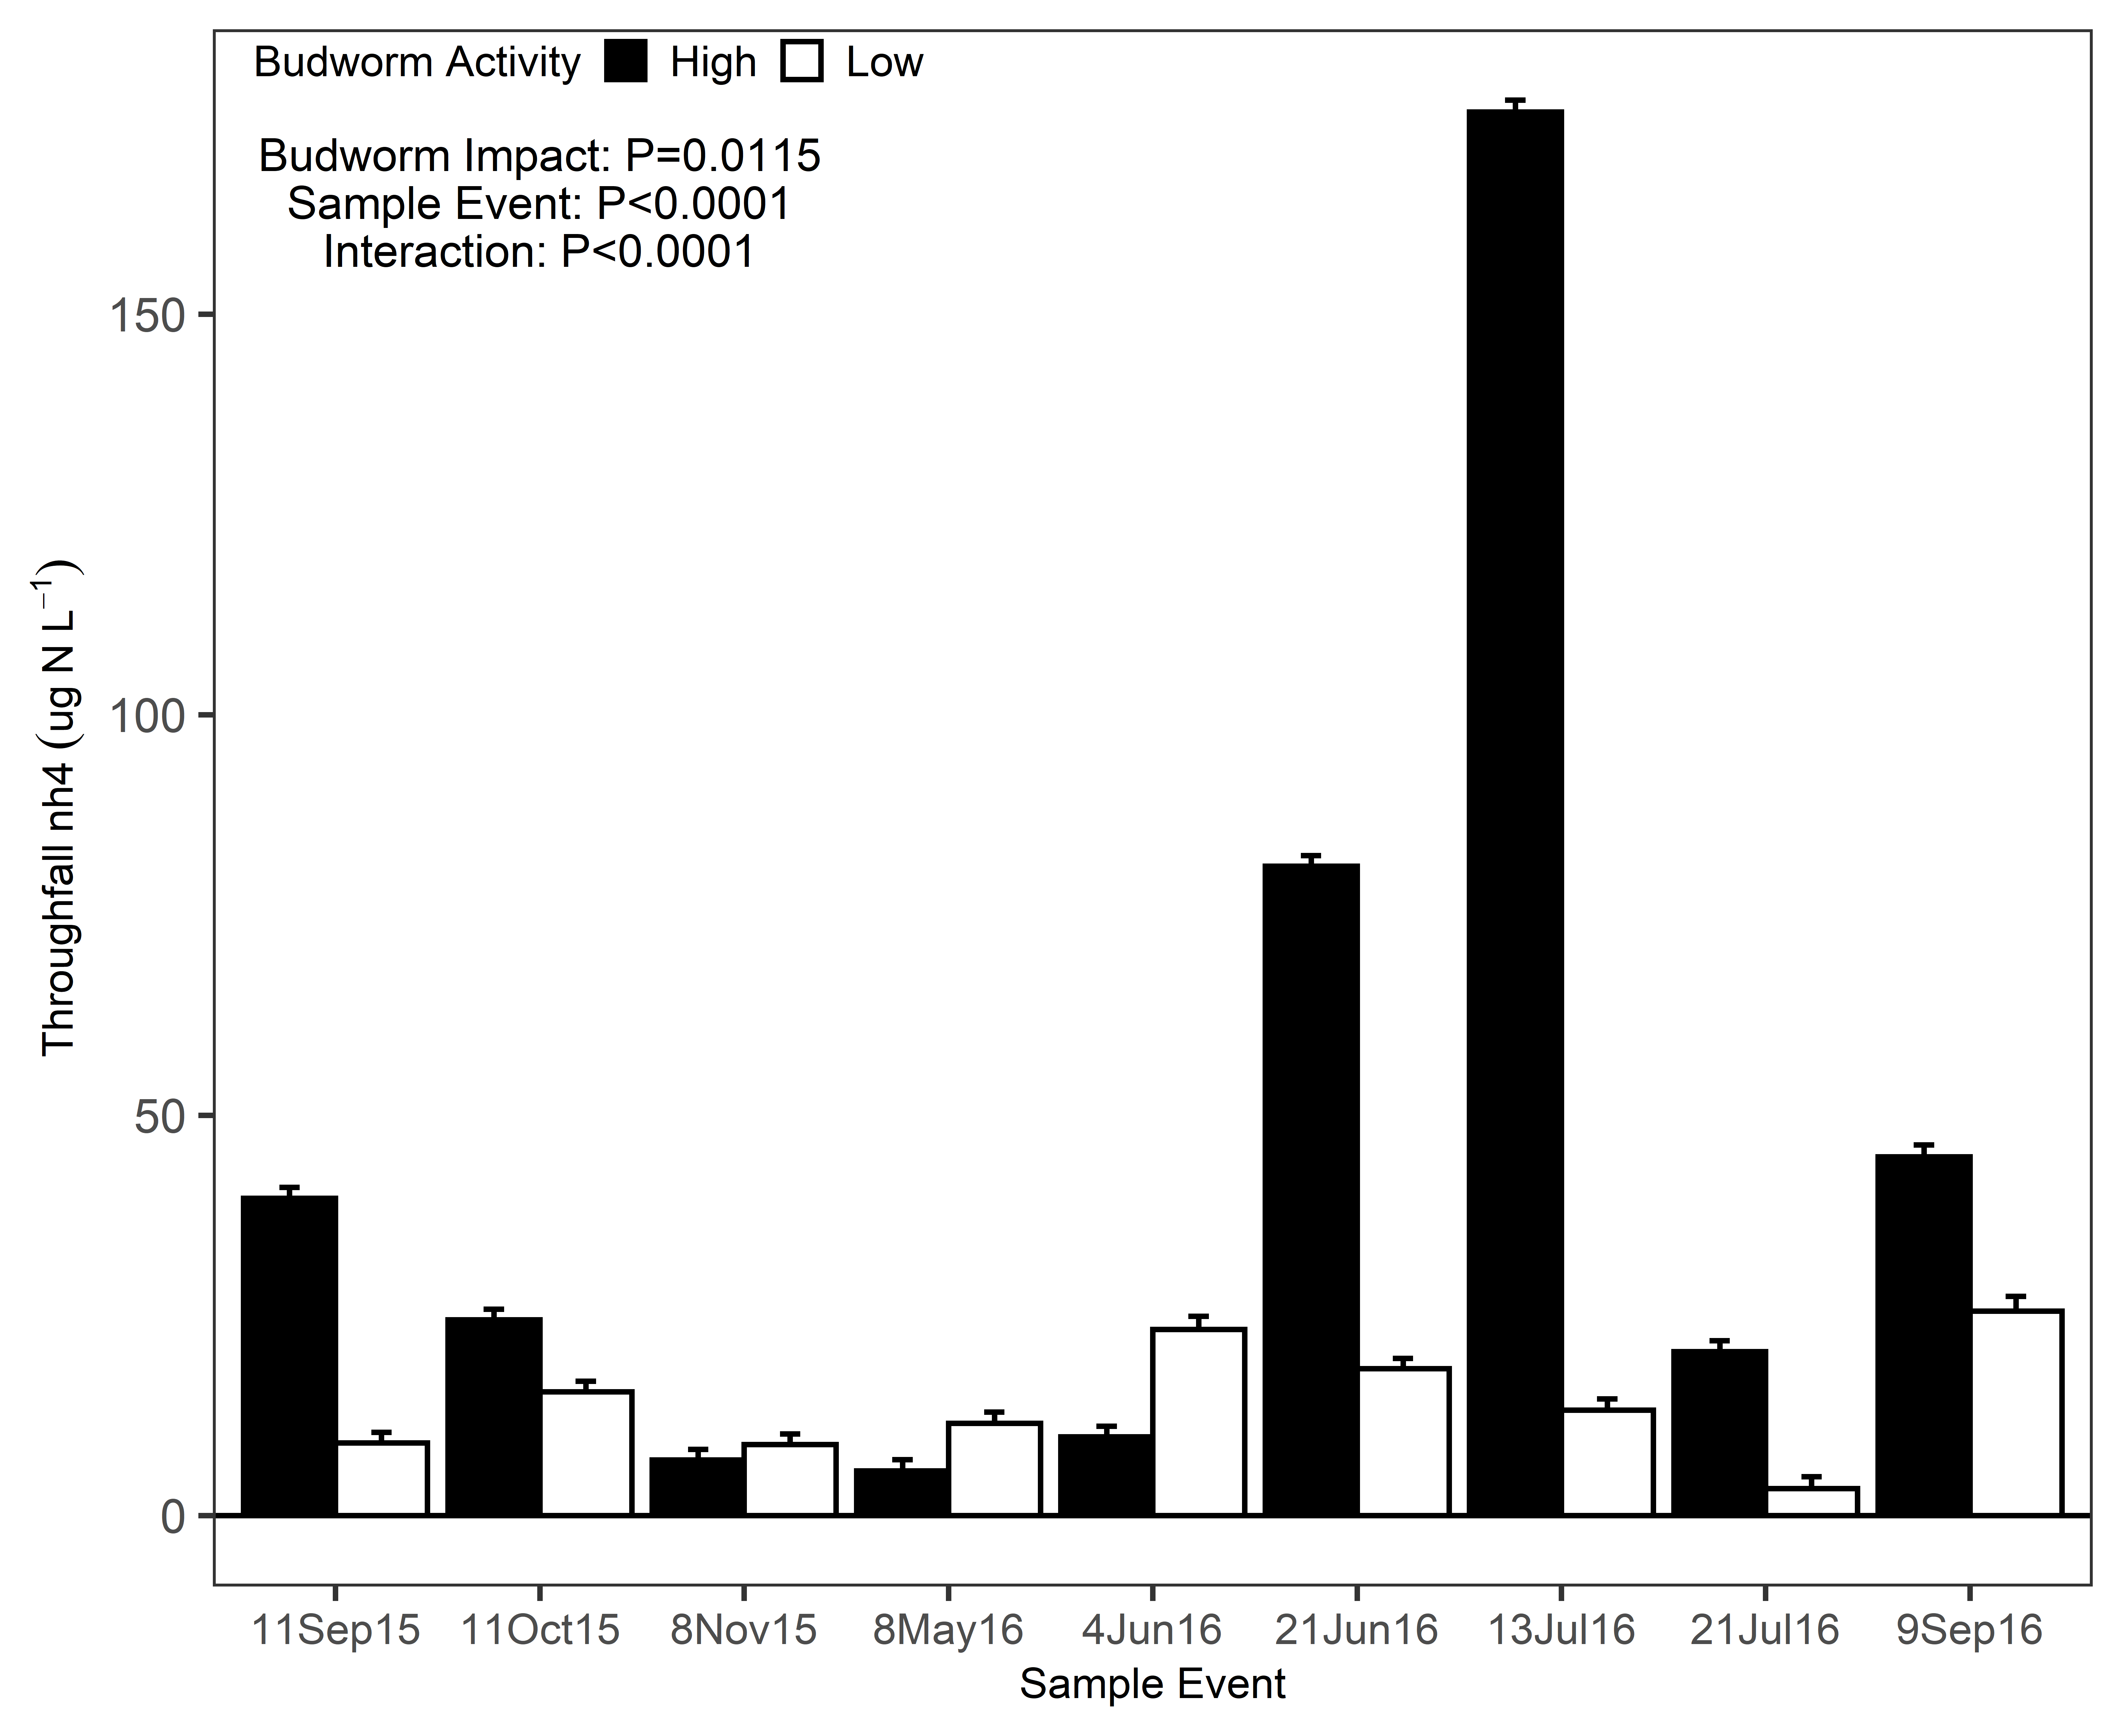 Budworm Activity High Low
Budworm Impact: P=0.0115
Sample Event: P<0.0001
Interaction: P<0.0001
Throughfall nh4 (ug N L⁻¹)
150
100
50
0
11Sep15 11Oct15 8Nov15 8May16 4Jun16 21Jun16 13Jul16 21Jul16 9Sep16
Sample Event